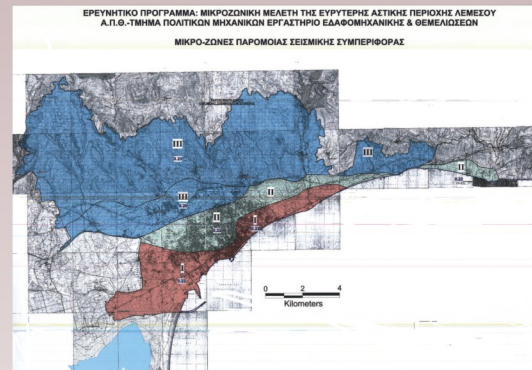 ΕΡΕΥΝΗΤΙΚΟ ΠΡΟΓΡΑΜΜΑ: ΜΙΚΡΟΖΩΝΙΚΗ ΜΕΛΕΤΗ ΤΗΣ ΕΥΡΥΤΕΡΗΣ ΑΣΤΙΚΗΣ ΠΕΡΙΟΧΗΣ ΛΕΜΕΣΟΥ
Α.Π.Θ.-ΤΜΗΜΑ ΠΟΛΙΤΙΚΩΝ ΜΗΧΑΝΙΚΩΝ ΕΡΓΑΣΤΗΡΙΟ ΕΔΑΦΟΜΗΧΑΝΙΚΗΣ & ΘΕΜΕΛΙΩΣΕΩΝ
ΜΙΚΡΟ-ΖΩΝΕΣ ΠΑΡΟΜΟΙΑΣ ΣΕΙΣΜΙΚΗΣ ΣΥΜΠΕΡΙΦΟΡΑΣ
III
III
II
II
III
II
I
I
0 2 4
Kilometers